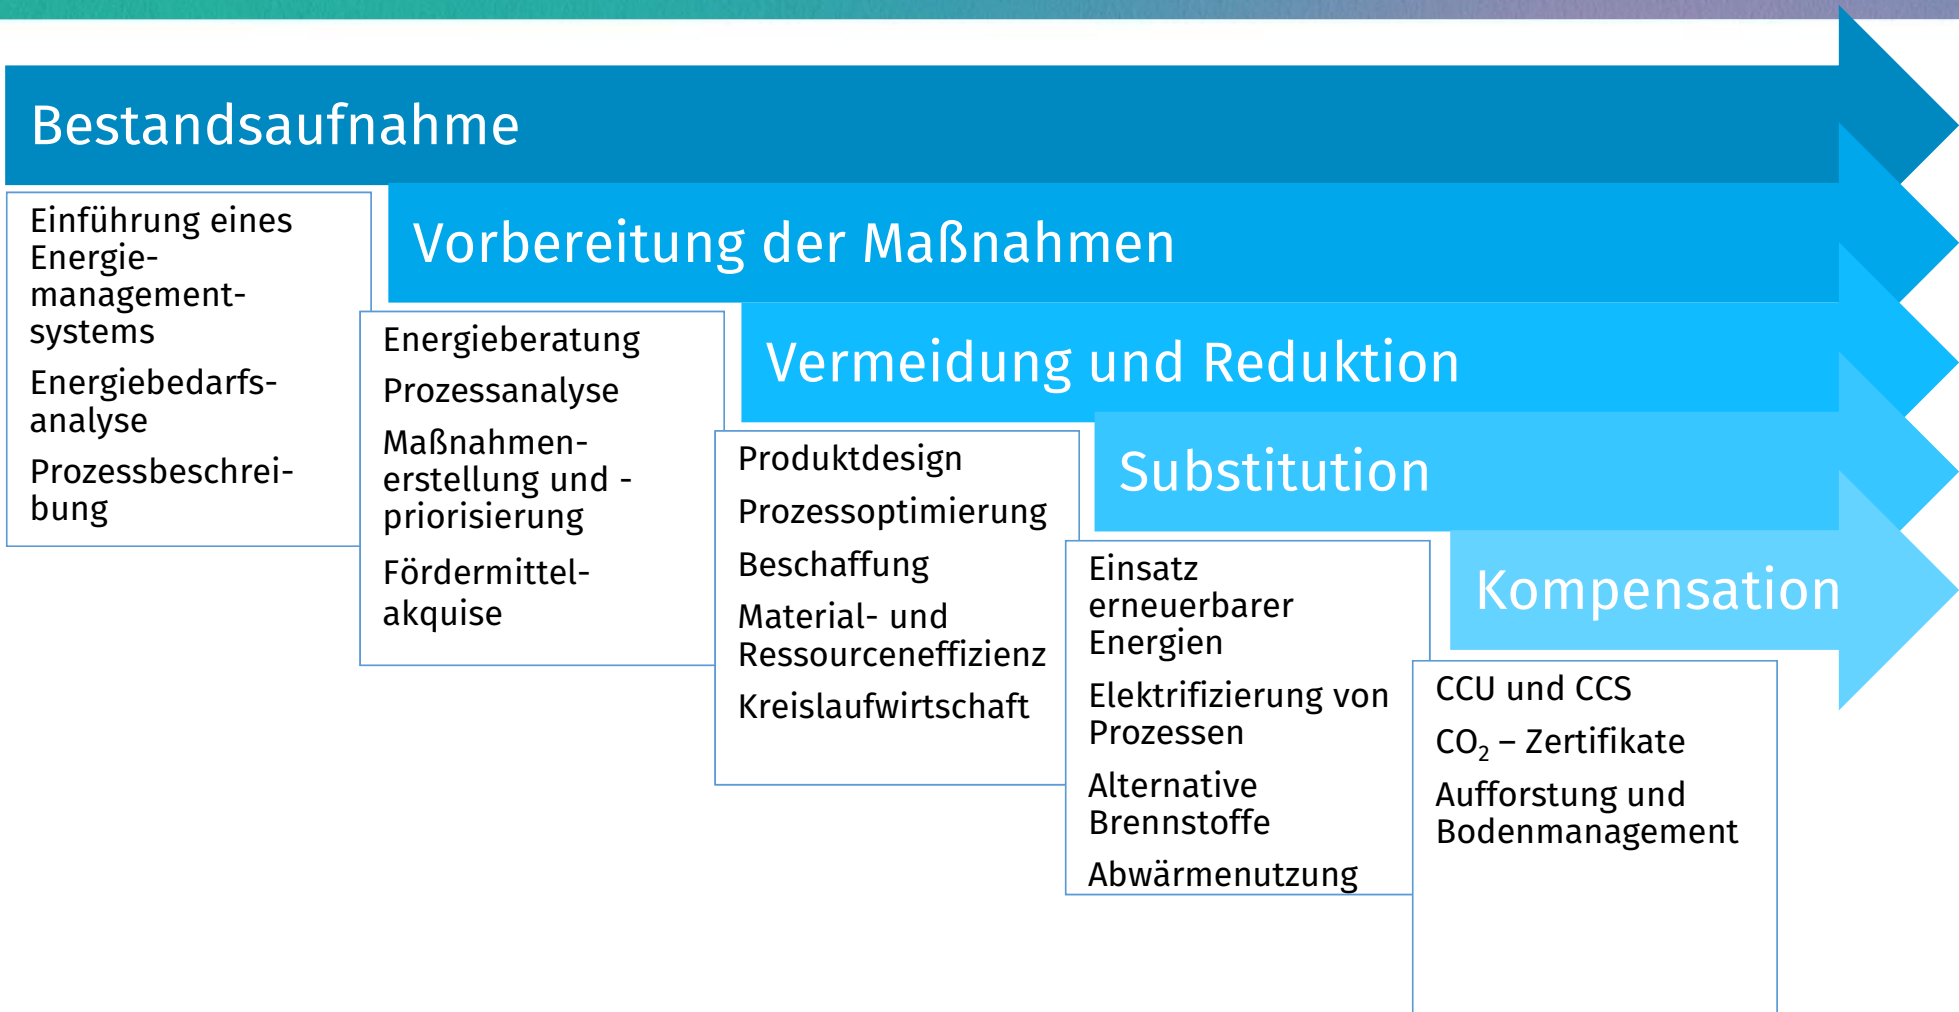 Bestandsaufnahme
Einführung eines
Energie-
management-
systems
Energiebedarfs-
analyse
Prozessbeschrei-
bung
Vorbereitung der Maßnahmen
Energieberatung
Prozessanalyse
Maßnahmen-
erstellung und -
priorisierung
Fördermittel-
akquise
Vermeidung und Reduktion
Produktdesign
Prozessoptimierung
Beschaffung
Material- und
Ressourceneffizienz
Kreislaufwirtschaft
Substitution
Einsatz
erneuerbarer
Energien
Elektrifizierung von
Prozessen
Alternative
Brennstoffe
Abwärmenutzung
Kompensation
CCU und CCS
CO₂ – Zertifikate
Aufforstung und
Bodenmanagement